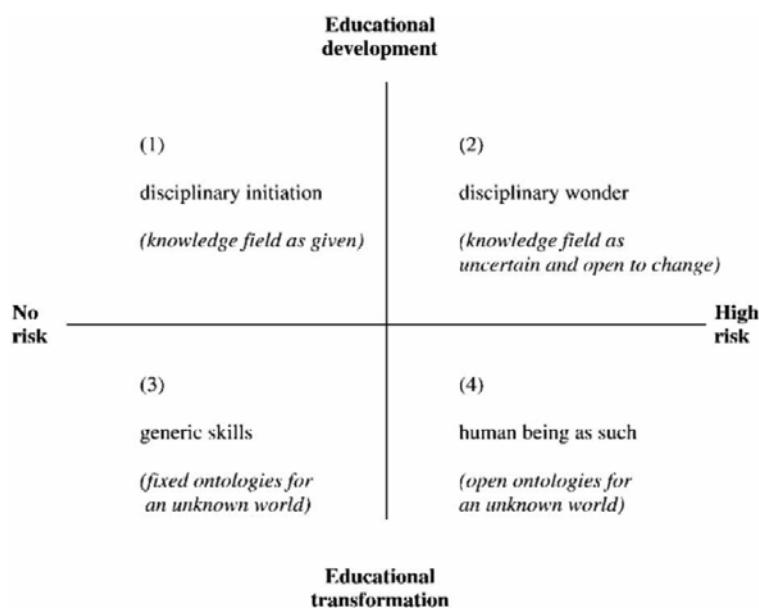 Educational
development
(1)
disciplinary initiation
(knowledge field as given)
(2)
disciplinary wonder
(knowledge field as
uncertain and open to change)
No
risk
High
risk
(3)
generic skills
(fixed ontologies for
an unknown world)
(4)
human being as such
(open ontologies for
an unknown world)
Educational
transformation